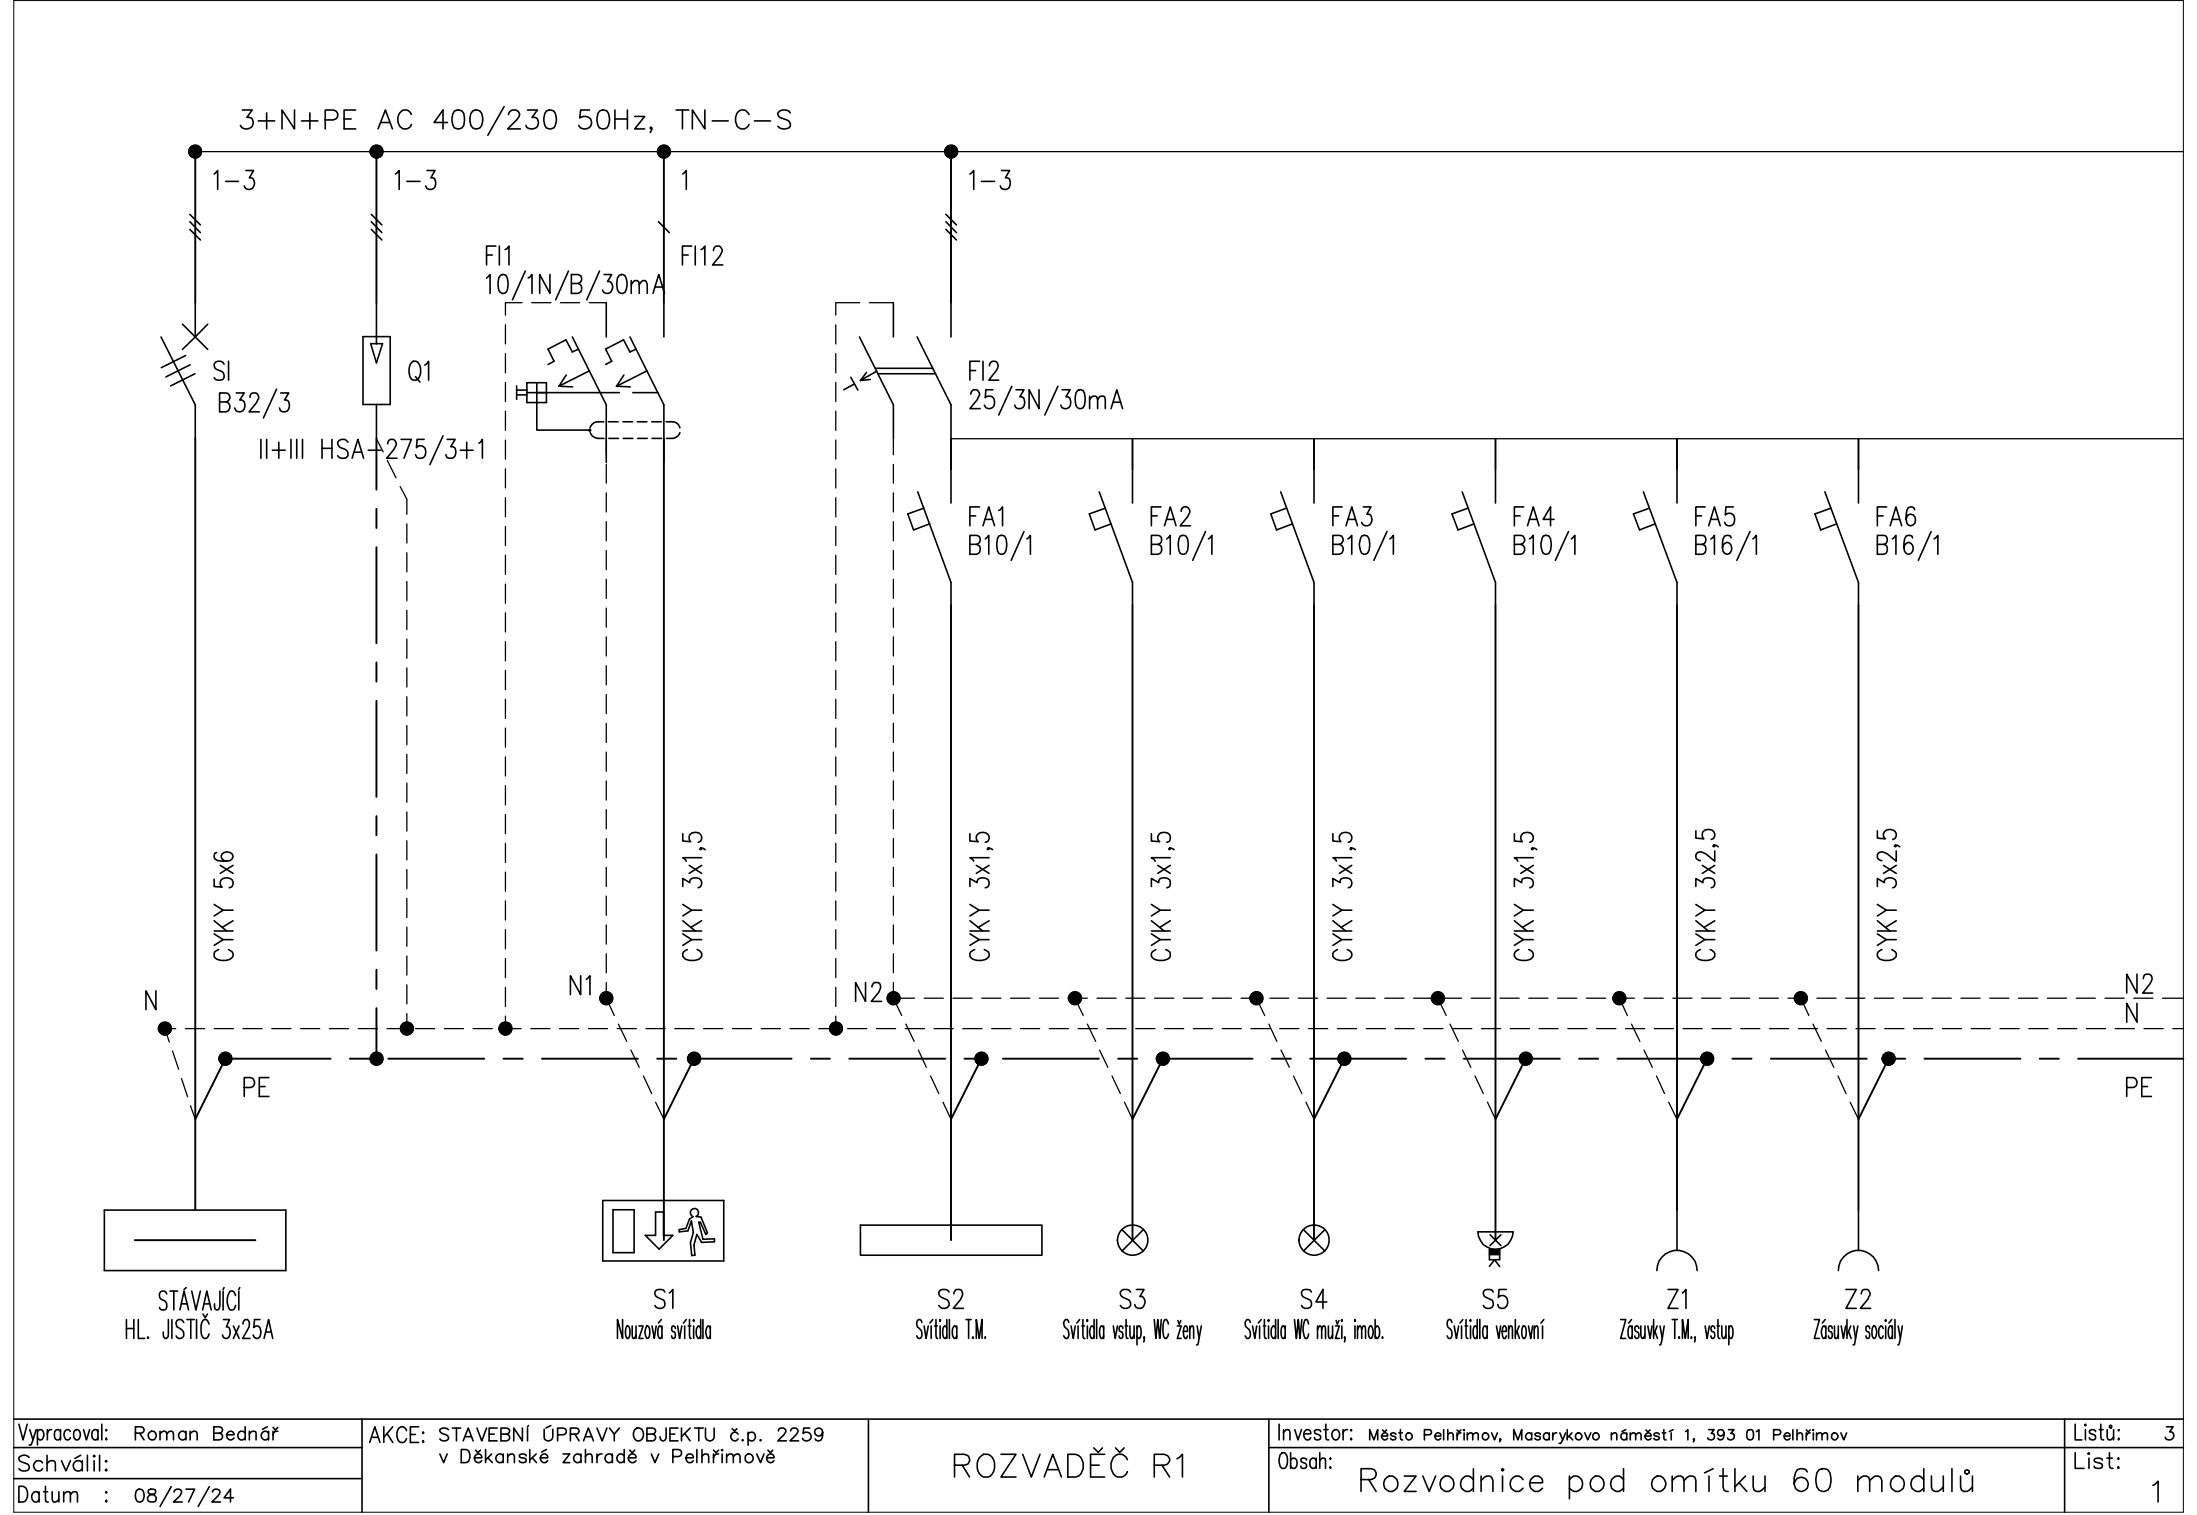 3+N+PE AC 400/230 50Hz, TN-C-S
1-3
1-3
1
1-3
FI1
10/1N/B/30mA
FI12
SI
B32/3
Q1
II+III HSA-275/3+1
FI2
25/3N/30mA
FA1
B10/1
FA2
B10/1
FA3
B10/1
FA4
B10/1
FA5
B16/1
FA6
B16/1
CYKY 5x6
CYKY 3x1,5
CYKY 3x1,5
CYKY 3x1,5
CYKY 3x1,5
CYKY 3x1,5
CYKY 3x2,5
CYKY 3x2,5
N
N1
N2
N2
N
PE
PE
STÁVAJÍCÍ
HL. JISTIČ 3x25A
S1
Nouzová svítidla
S2
Svítidla T.M.
S3
Svítidla vstup, WC ženy
S4
Svítidla WC muži, imob.
S5
Svítidla venkovní
Z1
Zásuvky T.M., vstup
Z2
Zásuvky sociály
Vypracoval: Roman Bednář
Schválil:
Datum : 08/27/24
AKCE: STAVEBNÍ ÚPRAVY OBJEKTU č.p. 2259
v Děkanské zahradě v Pelhřimově
ROZVADĚČ R1
Investor: Město Pelhřimov, Masarykovo náměstí 1, 393 01 Pelhřimov
Obsah: Rozvodnice pod omítku 60 modulů
Listů: 3
List: 1